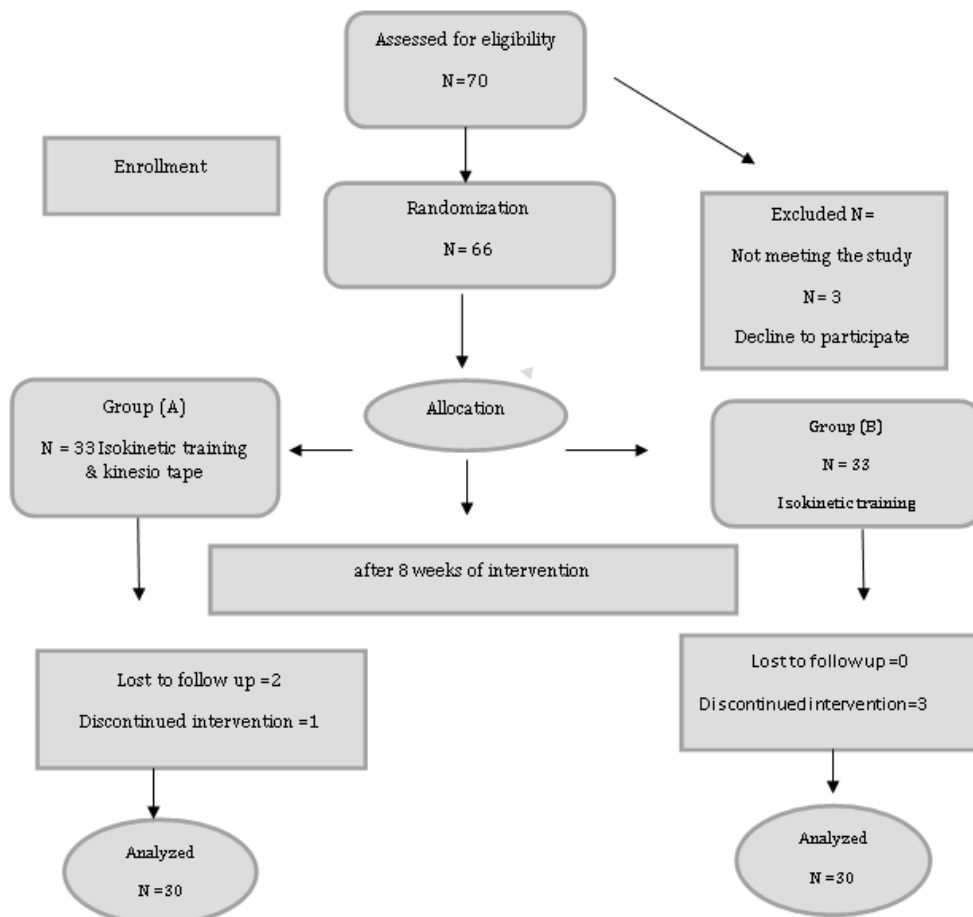 Assessed for eligibility
N=70
Enrollment
Randomization
N= 66
Excluded N=
Not meeting the study
N= 3
Decline to participate
Allocation
Group (A)
N = 33 Isokinetic training
& kinesio tape
Group (B)
N = 33
Isokinetic training
after 8 weeks of intervention
Lost to follow up =2
Discontinued intervention =1
Lost to follow up =0
Discontinued intervention=3
Analyzed
N =30
Analyzed
N =30